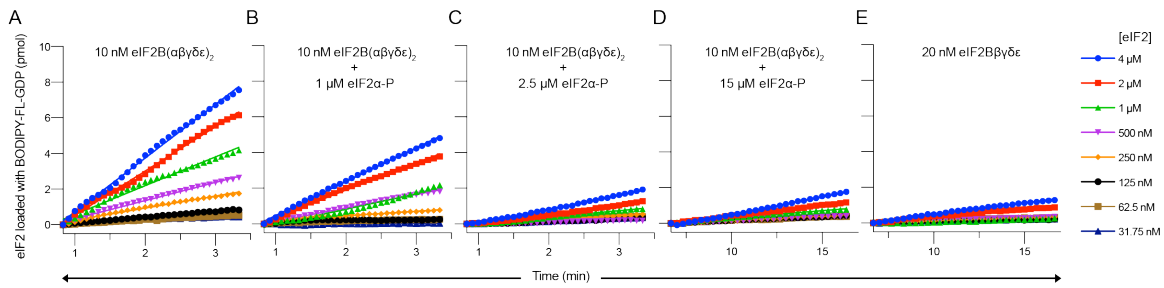 A
B
C
D
E
10 nM eIF2B(αβγδε)₂
10 nM eIF2B(αβγδε)₂
+
1 μM eIF2α-P
10 nM eIF2B(αβγδε)₂
+
2.5 μM eIF2α-P
10 nM eIF2B(αβγδε)₂
+
15 μM eIF2α-P
20 nM eIF2Bβγδε
eIF2 loaded with BODIPY-FL-GDP (pmol)
10
8
6
4
2
0
1 2 3
1 2 3
1 2 3
10 15
10 15
Time (min)
[eIF2]
4 μM
2 μM
1 μM
500 nM
250 nM
125 nM
62.5 nM
31.75 nM